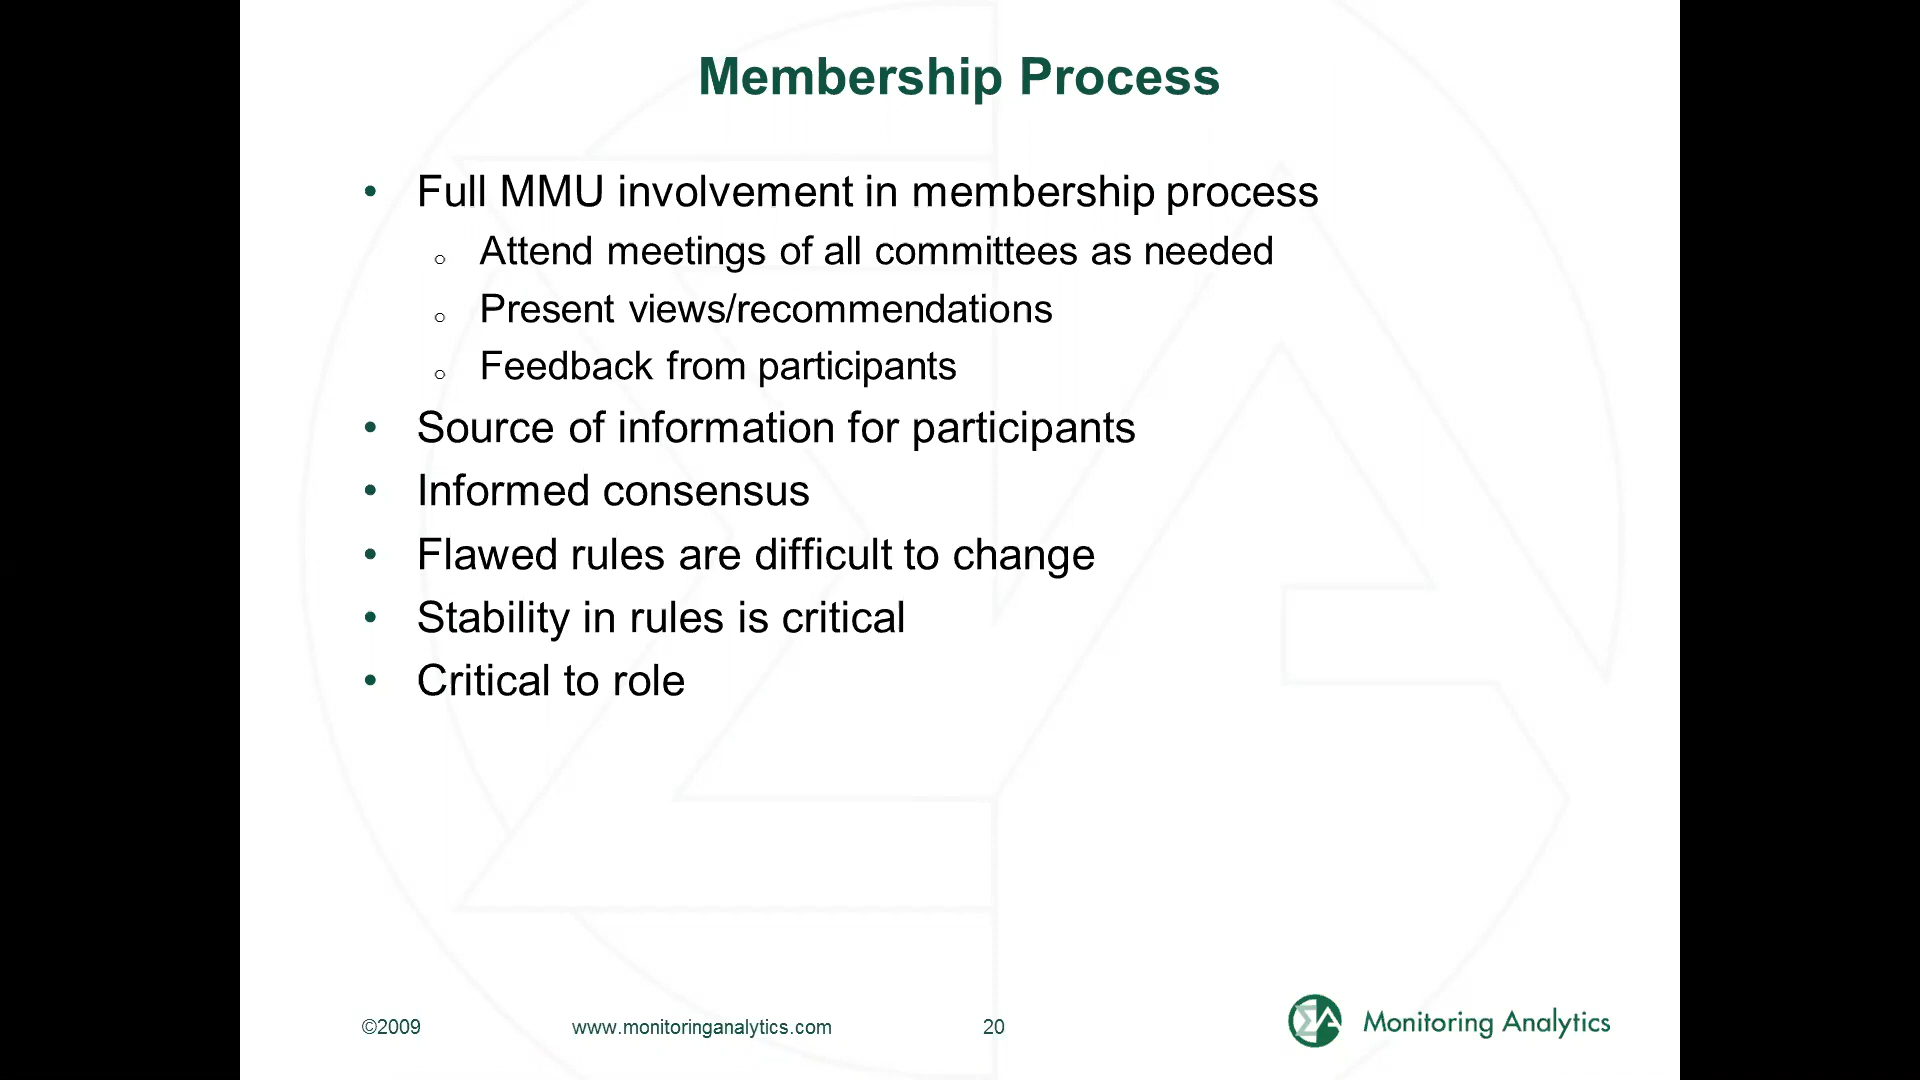 Membership Process
• Full MMU involvement in membership process
o Attend meetings of all committees as needed
o Present views/recommendations
o Feedback from participants
• Source of information for participants
• Informed consensus
• Flawed rules are difficult to change
• Stability in rules is critical
• Critical to role
©2009 www.monitoringanalytics.com 20 Monitoring Analytics